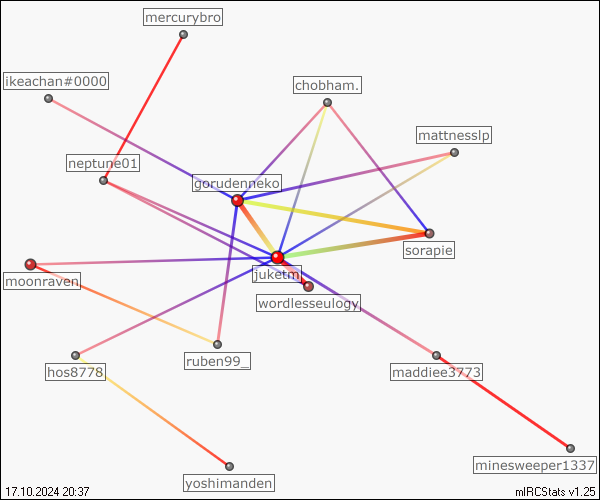 mercurybro
ikeachan#0000
chobham.
mattnesslp
neptune01
gorudenneko
sorapie
juketm
moonraven
wordlesseulogy
ruben99_
hos8778
maddiee3773
minesweeper1337
yoshimanden
17.10.2024 20:37
mIRCStats v1.25